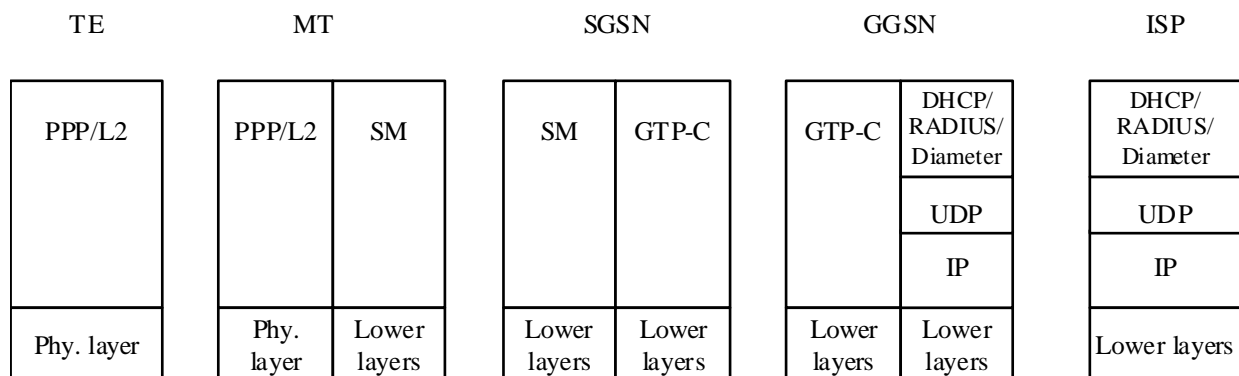 TE
MT
SGSN
GGSN
ISP
PPP/L2
PPP/L2
SM
SM
GTP-C
GTP-C
DHCP/
RADIUS/
Diameter
UDP
IP
DHCP/
RADIUS/
Diameter
UDP
IP
Phy. layer
Phy.
layer
Lower
layers
Lower
layers
Lower
layers
Lower
layers
Lower
layers
Lower layers